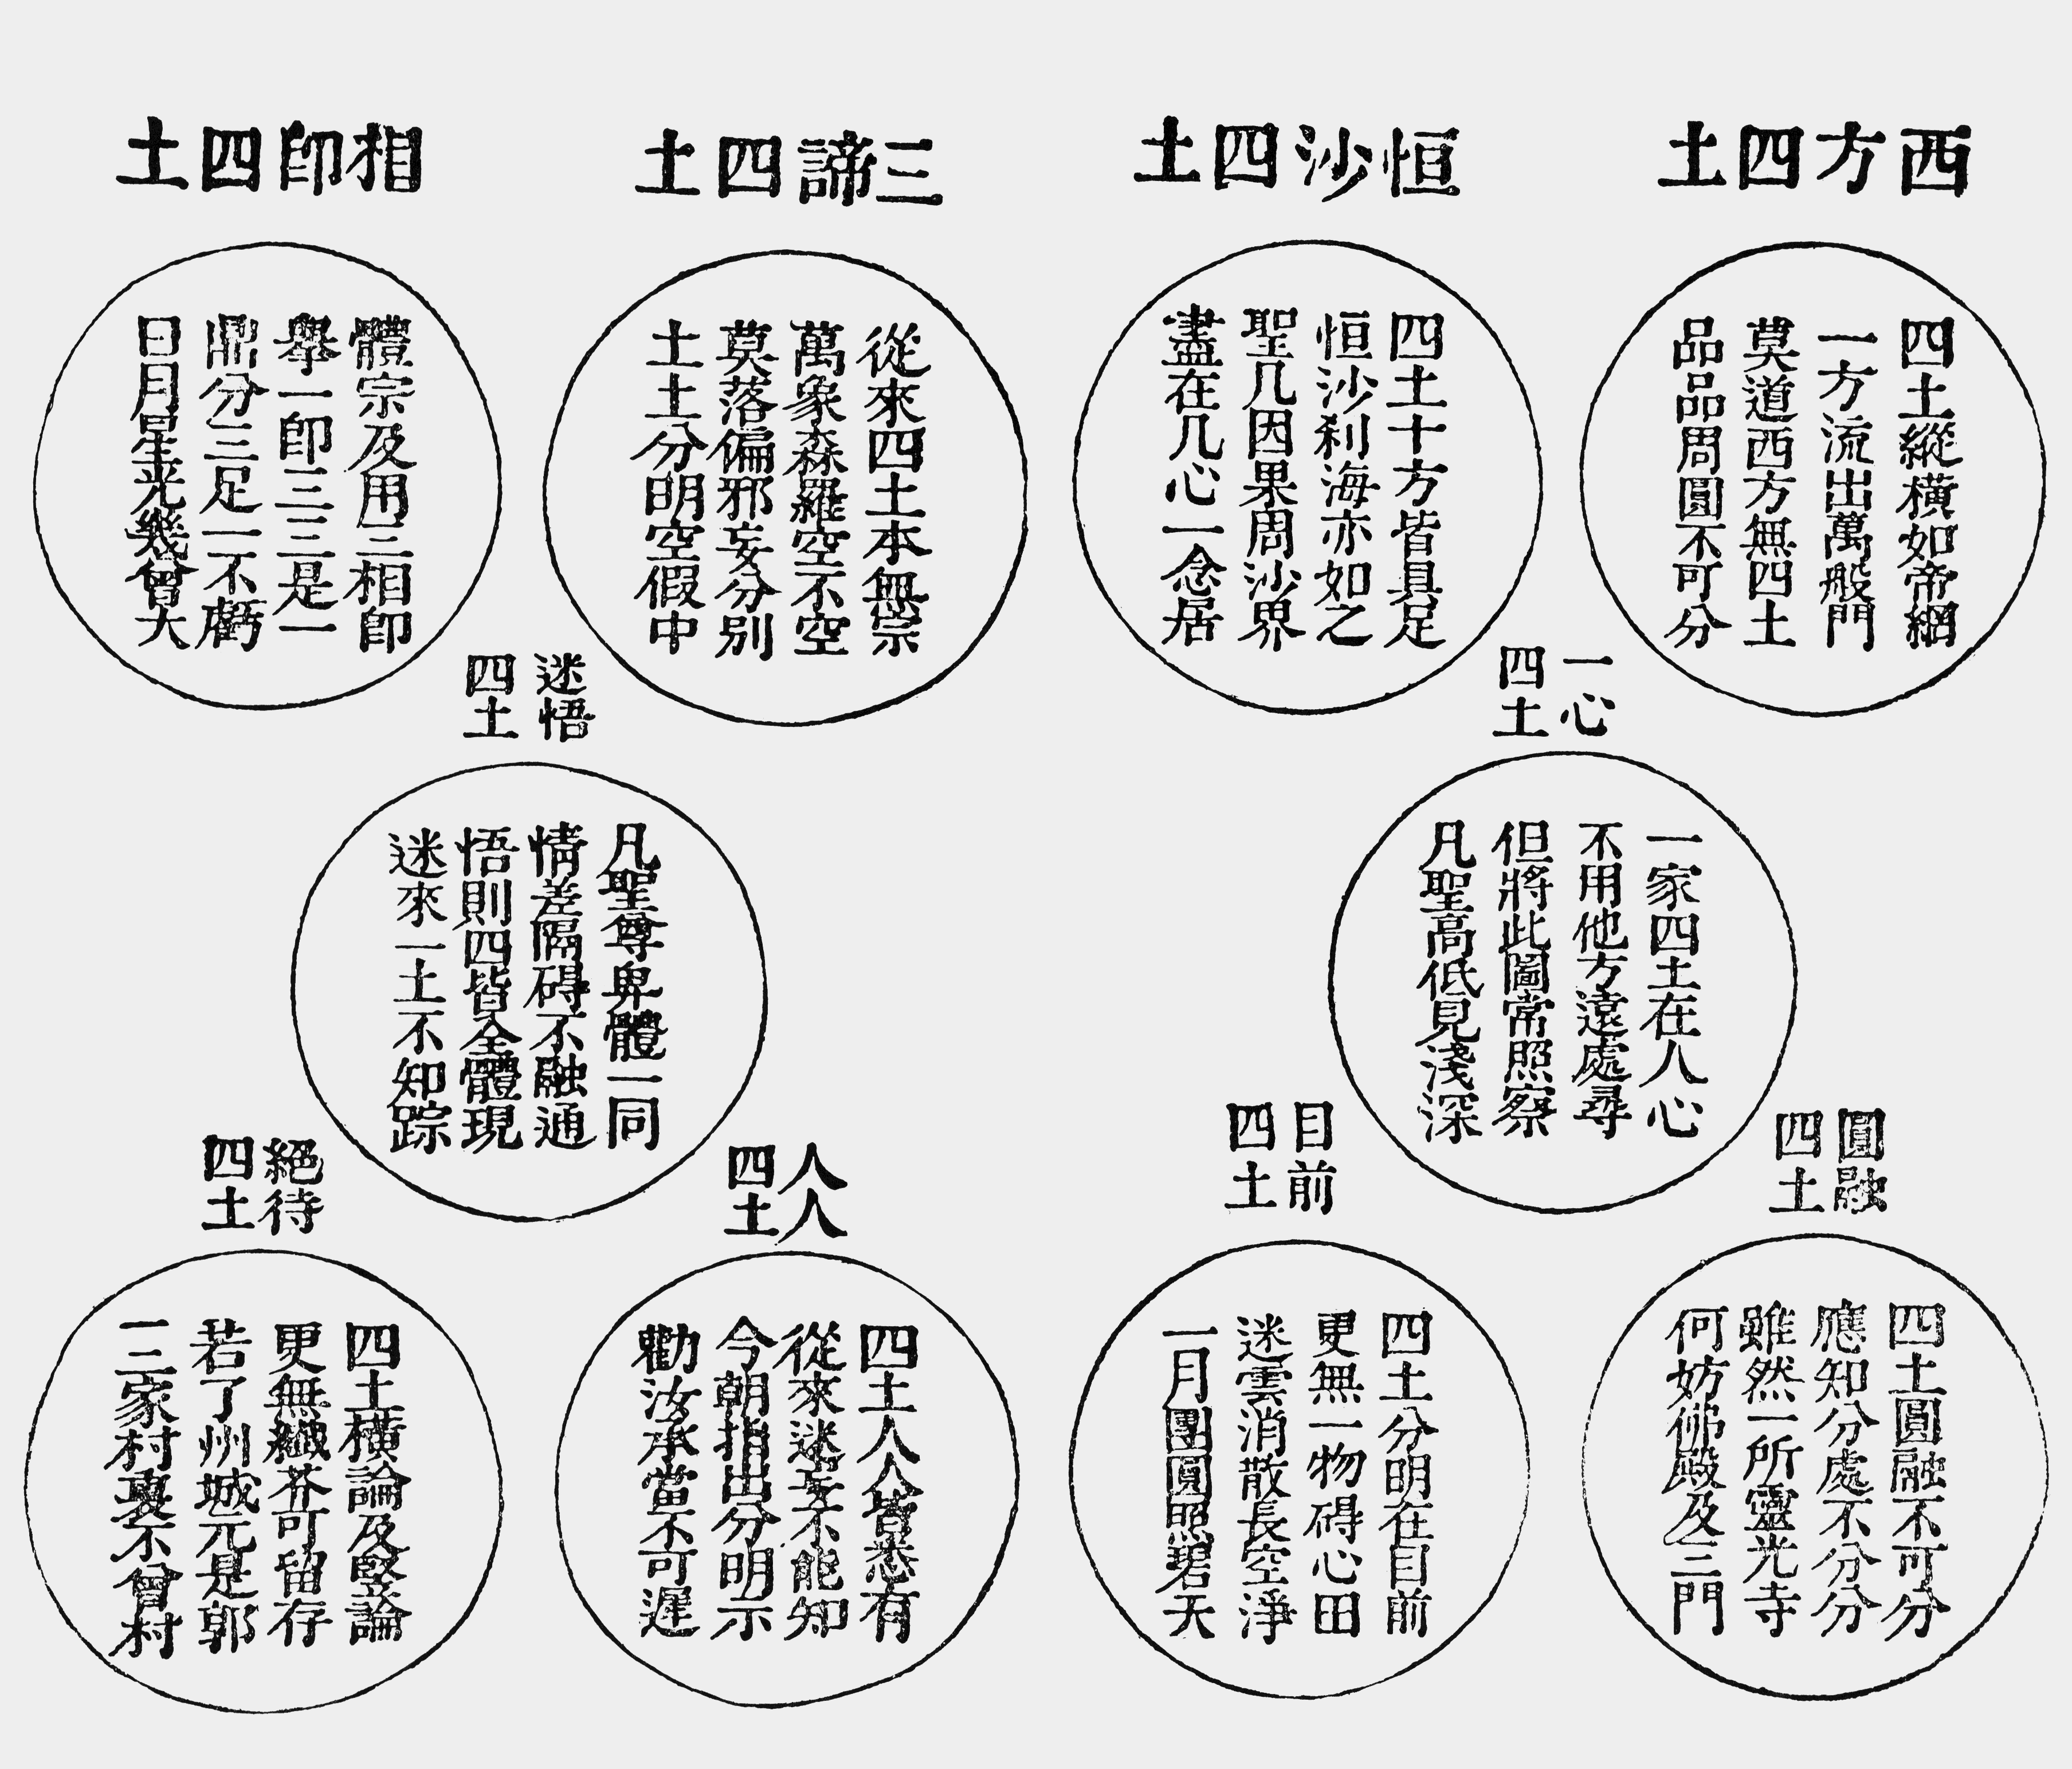 西方四土
四土縱橫如帝網
一方流出萬般門
莫道西方無四土
品品周圓不可分
恒沙四土
四土十方皆具足
恒沙刹海亦如之
聖凡因果周沙界
盡在凡心一念居
一心四土
一家四土在人心
不用他方遠處尋
但將此圖常照察
凡聖高低見淺深
圓融四土
四土圓融不可分
應知分處不分分
雖然一所靈光寺
何妨佛殿及三門
目前四土
四土分明在目前
更無一物碍心田
迷雲消散長空淨
一月團圓照碧天
三諦四土
從來四土本無宗
萬象森羅空不空
莫落偏邪妄分別
土土分明空假中
相即四土
體宗及用三相即
舉一即三三是一
鼎分三足一不虧
日月星光幾曾大
迷悟四土
凡聖尊卑體一同
情差隔碍不融通
悟則四皆全體現
迷來一土不知踪
人人四土
四土人人皆悉有
從來迷妄不能知
今朝指出分明示
勸汝承當不可遲
絕待四土
四土橫論及竪論
更無纖芥可留存
若了州城元是郭
一三家村裏不曾村